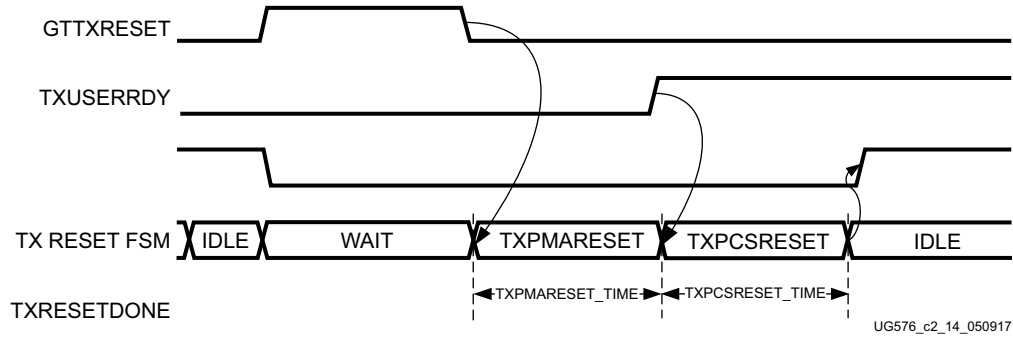 GTTXRESET
TXUSERRDY
TX RESET FSM IDLE WAIT TXPMARESET TXPCSRESET IDLE
TXPMARESET_TIME TXPCSRESET_TIME
TXRESETDONE
UG576_c2_14_050917